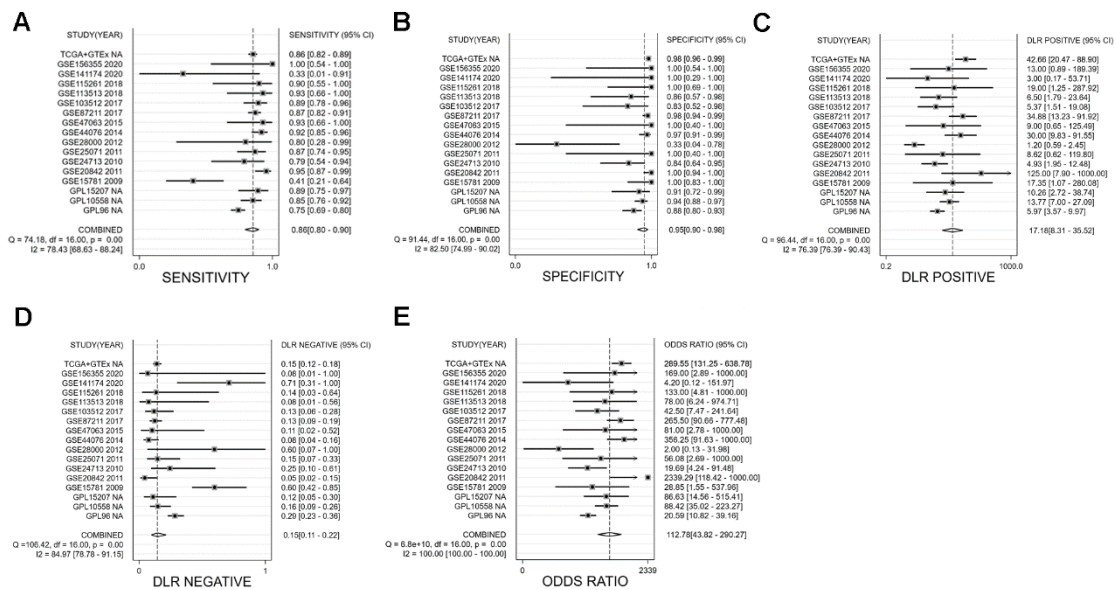 A
STUDY(YEAR) SENSITIVITY (95% CI)
TCGA+GTEx NA 0.86 [0.82 - 0.89]
GSE156355 2020 1.00 [0.54 - 1.00]
GSE141174 2020 0.33 [0.01 - 0.91]
GSE115261 2018 0.90 [0.55 - 1.00]
GSE113513 2018 0.93 [0.66 - 1.00]
GSE103512 2017 0.89 [0.78 - 0.96]
GSE87211 2017 0.87 [0.82 - 0.91]
GSE47063 2015 0.93 [0.66 - 1.00]
GSE44076 2014 0.92 [0.85 - 0.96]
GSE28000 2012 0.80 [0.28 - 0.99]
GSE25071 2011 0.87 [0.74 - 0.95]
GSE24713 2010 0.79 [0.54 - 0.94]
GSE20842 2011 0.95 [0.87 - 0.99]
GSE15781 2009 0.41 [0.21 - 0.64]
GPL15207 NA 0.89 [0.75 - 0.97]
GPL10558 NA 0.85 [0.76 - 0.92]
GPL96 NA 0.75 [0.69 - 0.80]
COMBINED 0.86[0.80 - 0.90]
Q = 74.18, df = 16.00, p = 0.00
I2 = 78.43 [68.63 - 88.24]
0.0 1.0
SENSITIVITY
B
STUDY(YEAR) SPECIFICITY (95% CI)
TCGA+GTEx NA 0.98 [0.96 - 0.99]
GSE156355 2020 1.00 [0.54 - 1.00]
GSE141174 2020 1.00 [0.29 - 1.00]
GSE115261 2018 1.00 [0.69 - 1.00]
GSE113513 2018 0.86 [0.57 - 0.98]
GSE103512 2017 0.83 [0.52 - 0.98]
GSE87211 2017 0.98 [0.94 - 0.99]
GSE47063 2015 1.00 [0.40 - 1.00]
GSE44076 2014 0.97 [0.91 - 0.99]
GSE28000 2012 0.33 [0.04 - 0.78]
GSE25071 2011 1.00 [0.40 - 1.00]
GSE24713 2010 0.84 [0.64 - 0.95]
GSE20842 2011 1.00 [0.94 - 1.00]
GSE15781 2009 1.00 [0.83 - 1.00]
GPL15207 NA 0.91 [0.72 - 0.99]
GPL10558 NA 0.94 [0.88 - 0.97]
GPL96 NA 0.88 [0.80 - 0.93]
COMBINED 0.95[0.90 - 0.98]
Q = 91.44, df = 16.00, p = 0.00
I2 = 82.50 [74.99 - 90.02]
0.0 1.0
SPECIFICITY
C
STUDY(YEAR) DLR POSITIVE (95% CI)
TCGA+GTEx NA 42.66 [20.47 - 88.90]
GSE156355 2020 13.00 [0.89 - 189.39]
GSE141174 2020 3.00 [0.17 - 53.71]
GSE115261 2018 19.00 [1.25 - 287.92]
GSE113513 2018 6.50 [1.79 - 23.64]
GSE103512 2017 5.37 [1.51 - 19.08]
GSE87211 2017 34.88 [13.23 - 91.92]
GSE47063 2015 9.00 [0.65 - 125.49]
GSE44076 2014 30.00 [9.83 - 91.55]
GSE28000 2012 1.20 [0.59 - 2.45]
GSE25071 2011 8.82 [0.62 - 119.80]
GSE24713 2010 4.93 [1.95 - 12.48]
GSE20842 2011 125.00 [7.90 - 1000.00]
GSE15781 2009 17.35 [1.07 - 280.08]
GPL15207 NA 10.26 [2.72 - 38.74]
GPL10558 NA 13.77 [7.00 - 27.09]
GPL96 NA 5.97 [3.57 - 9.97]
COMBINED 17.18[8.31 - 35.52]
Q = 96.44, df = 16.00, p = 0.00
I2 = 76.39 [76.39 - 90.43]
0.2 1000.0
DLR POSITIVE
D
STUDY(YEAR) DLR NEGATIVE (95% CI)
TCGA+GTEx NA 0.15 [0.12 - 0.18]
GSE156355 2020 0.08 [0.01 - 1.00]
GSE141174 2020 0.71 [0.31 - 1.00]
GSE115261 2018 0.14 [0.03 - 0.64]
GSE113513 2018 0.08 [0.01 - 0.56]
GSE103512 2017 0.13 [0.06 - 0.28]
GSE87211 2017 0.13 [0.09 - 0.19]
GSE47063 2015 0.11 [0.02 - 0.52]
GSE44076 2014 0.08 [0.04 - 0.16]
GSE28000 2012 0.60 [0.07 - 1.00]
GSE25071 2011 0.15 [0.07 - 0.33]
GSE24713 2010 0.25 [0.10 - 0.61]
GSE20842 2011 0.05 [0.02 - 0.15]
GSE15781 2009 0.60 [0.42 - 0.85]
GPL15207 NA 0.12 [0.05 - 0.30]
GPL10558 NA 0.16 [0.09 - 0.26]
GPL96 NA 0.29 [0.23 - 0.36]
COMBINED 0.15[0.11 - 0.22]
Q =106.42, df = 16.00, p = 0.00
I2 = 84.97 [78.78 - 91.15]
0 1
DLR NEGATIVE
E
STUDY(YEAR) ODDS RATIO (95% CI)
TCGA+GTEx NA 289.55 [131.25 - 638.78]
GSE156355 2020 169.00 [2.89 - 1000.00]
GSE141174 2020 4.20 [0.12 - 151.97]
GSE115261 2018 133.00 [4.81 - 1000.00]
GSE113513 2018 78.00 [6.24 - 974.71]
GSE103512 2017 42.50 [7.47 - 241.64]
GSE87211 2017 265.50 [90.66 - 777.48]
GSE47063 2015 81.00 [2.78 - 1000.00]
GSE44076 2014 356.25 [91.63 - 1000.00]
GSE28000 2012 2.00 [0.13 - 31.98]
GSE25071 2011 56.08 [2.69 - 1000.00]
GSE24713 2010 19.69 [4.24 - 91.48]
GSE20842 2011 2339.29 [118.42 - 1000.00]
GSE15781 2009 28.85 [1.55 - 537.96]
GPL15207 NA 86.63 [14.56 - 515.41]
GPL10558 NA 88.42 [35.02 - 223.27]
GPL96 NA 20.59 [10.82 - 39.16]
COMBINED 112.78[43.82 - 290.27]
Q = 6.8e+10, df = 16.00, p = 0.00
I2 = 100.00 [100.00 - 100.00]
0 2339
ODDS RATIO